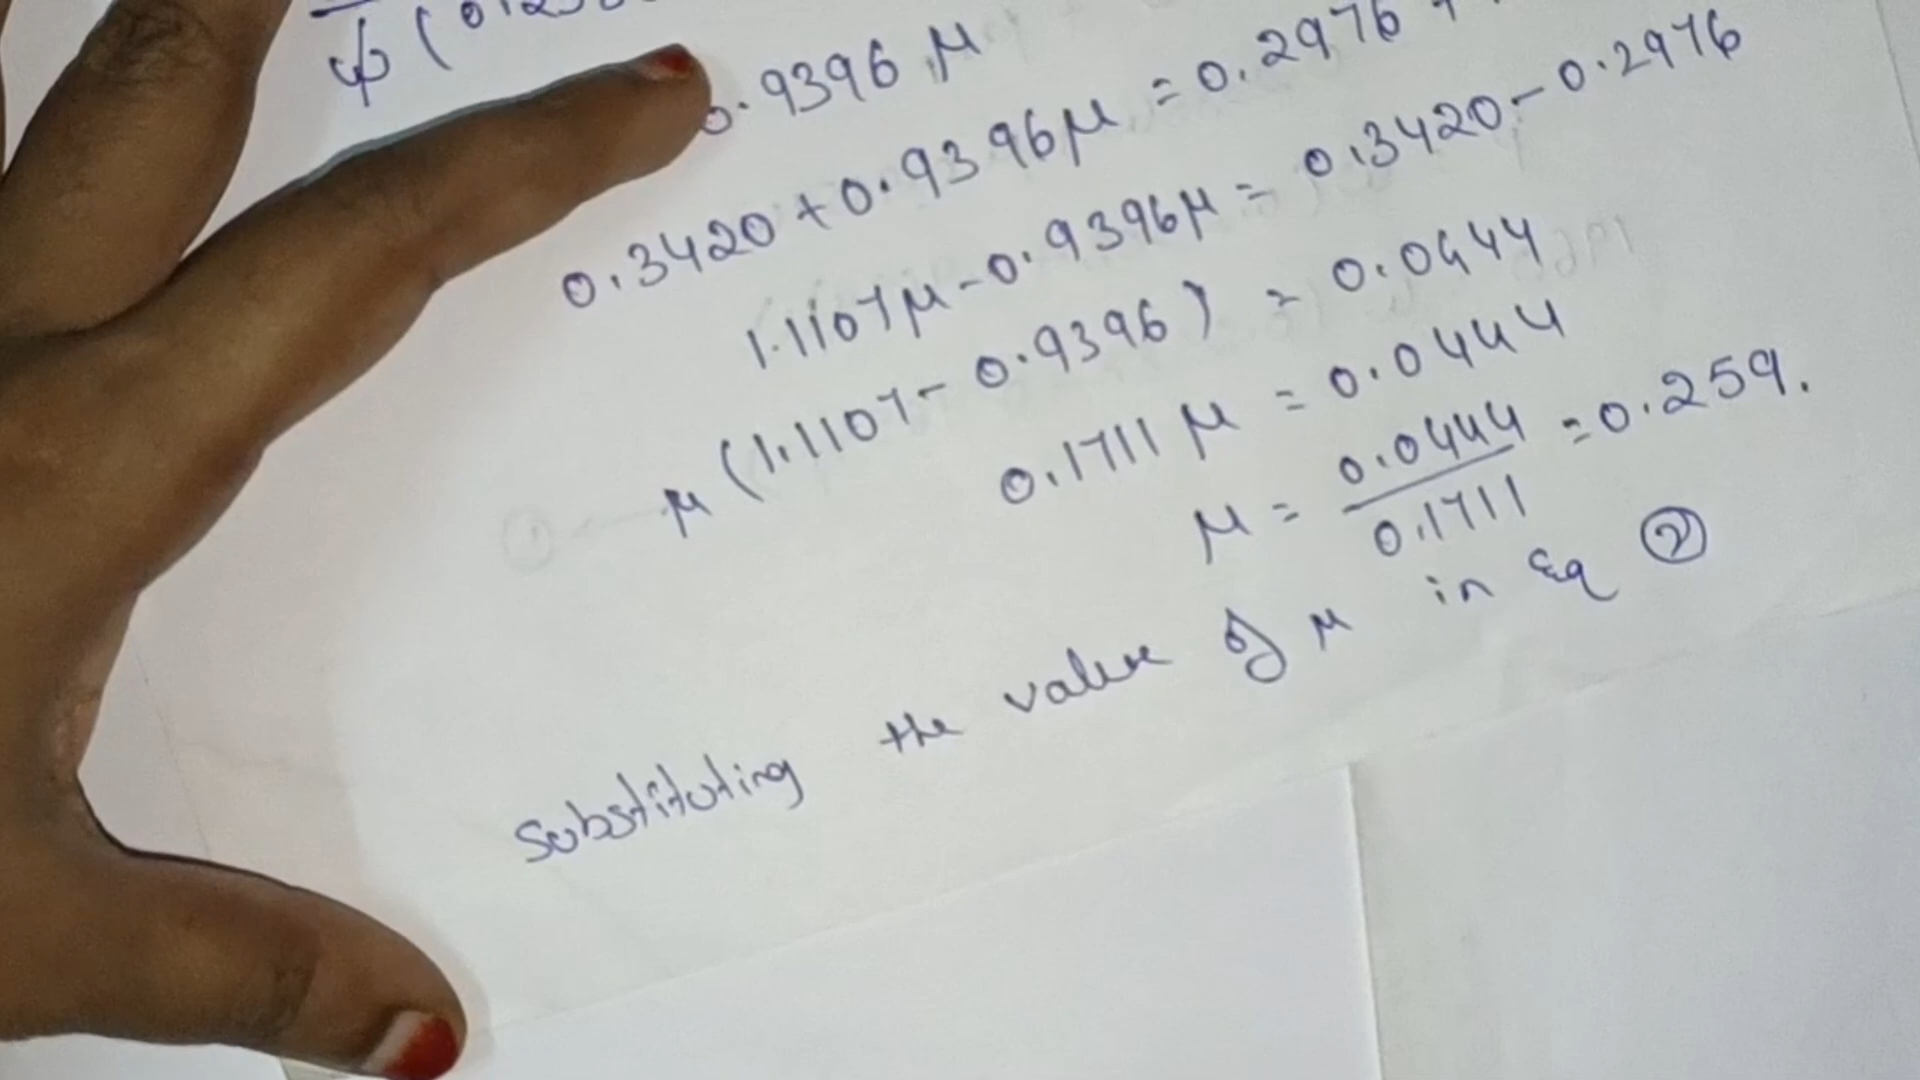 0.9396 μ
0.3420 + 0.9396μ = 0.2976 +
1.1107μ - 0.9396μ = 0.3420 - 0.2976
μ (1.1107 - 0.9396) = 0.0444
0.1711 μ = 0.0444
μ = 0.0444 / 0.1711 = 0.259.
Substituting the value of μ in Eq ②